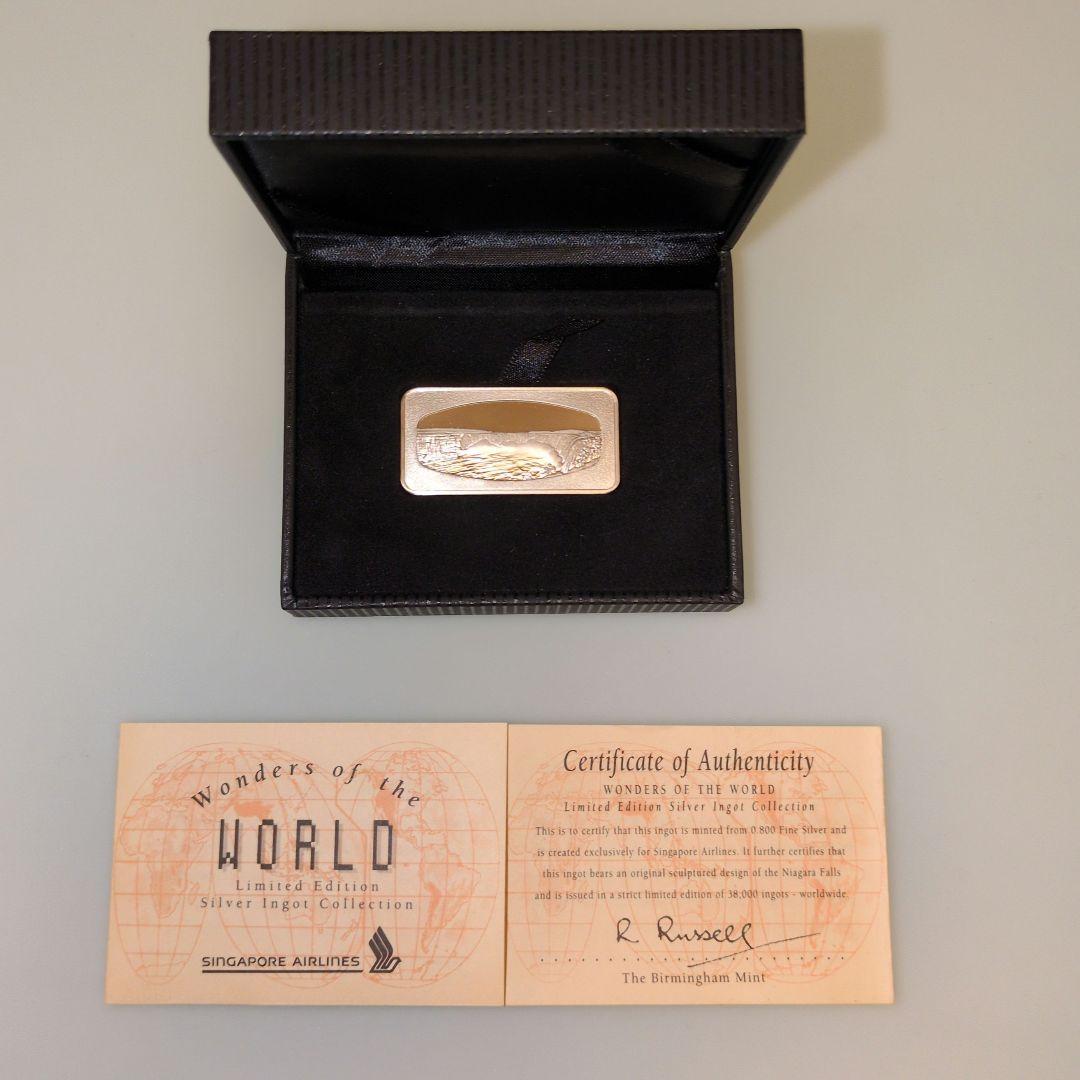 Wonders of the
WORLD
Limited Edition
Silver Ingot Collection
SINGAPORE AIRLINES
Certificate of Authenticity
WONDERS OF THE WORLD
Limited Edition Silver Ingot Collection
This is to certify that this ingot is minted from 0.800 Fine Silver and
is created exclusively for Singapore Airlines. It further certifies that
this ingot bears an original sculptured design of the Niagara Falls
and is issued in a strict limited edition of 38,000 ingots - worldwide.
R Russell
The Birmingham Mint